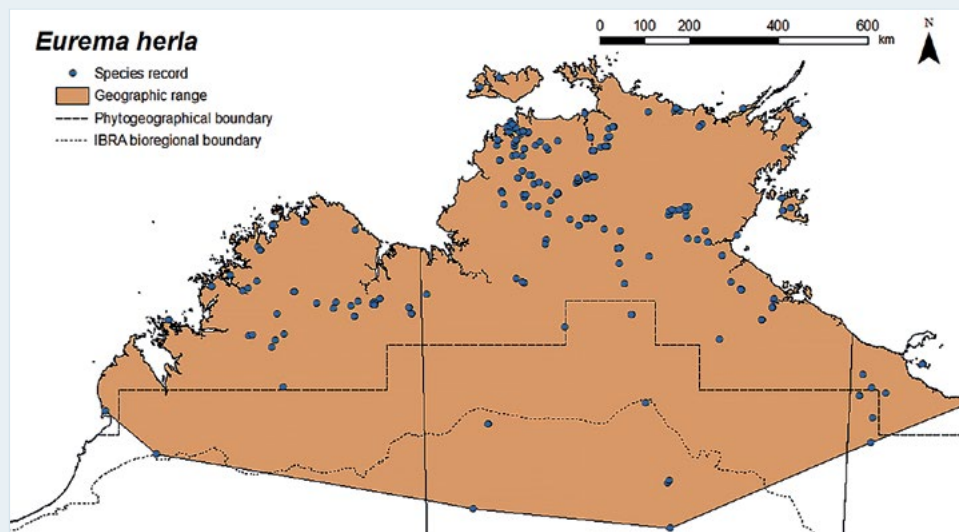 Eurema herla
Species record
Geographic range
Phytogeographical boundary
IBRA bioregional boundary
0 100 200 400 600
km
N